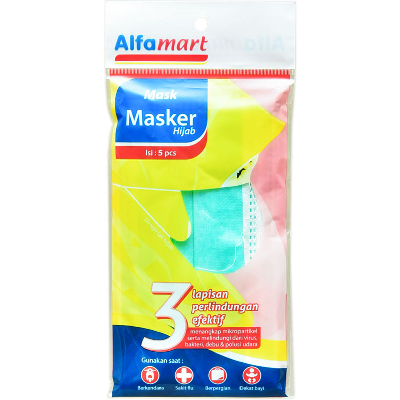 Alfamart
Mask
Masker
Hijab
Isi : 5 pcs
3 lapisan
perlindungan
efektif
menangkap mikropartikel
serta melindungi dari virus,
bakteri, debu & polusi udara
Gunakan saat :
Berkendara Sakit flu Berpergian Dekat bayi